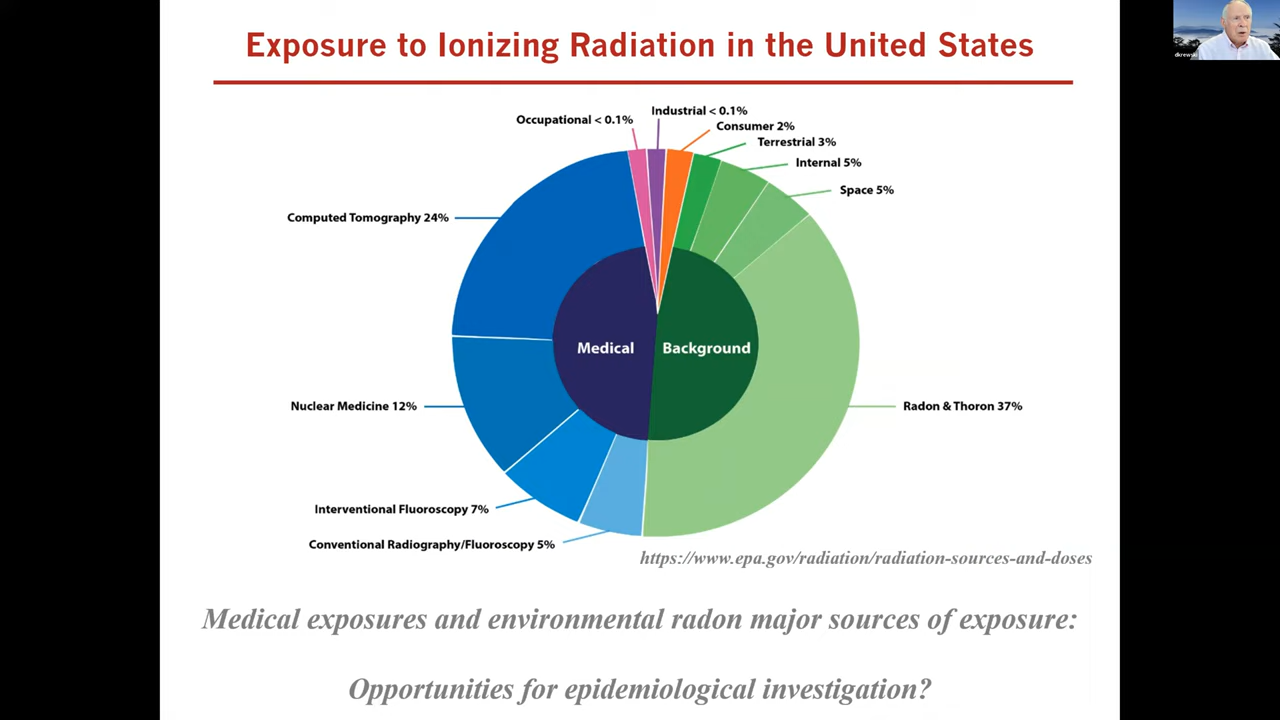 Exposure to Ionizing Radiation in the United States
Occupational < 0.1%
Industrial < 0.1%
Consumer 2%
Terrestrial 3%
Internal 5%
Space 5%
Computed Tomography 24%
Medical
Background
Nuclear Medicine 12%
Radon & Thoron 37%
Interventional Fluoroscopy 7%
Conventional Radiography/Fluoroscopy 5%
https://www.epa.gov/radiation/radiation-sources-and-doses
Medical exposures and environmental radon major sources of exposure:
Opportunities for epidemiological investigation?